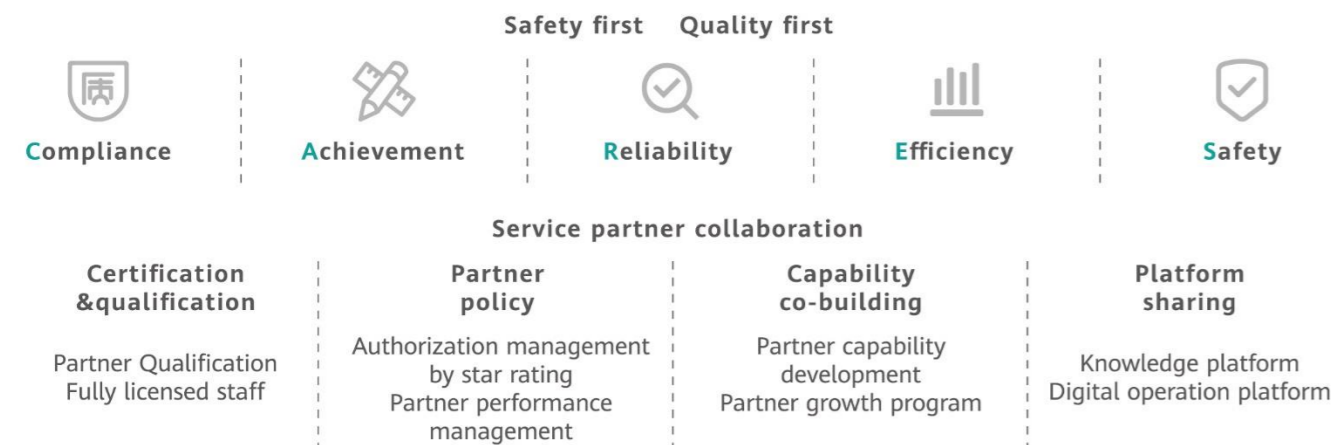 Safety first Quality first
Compliance
Achievement
Reliability
Efficiency
Safety
Service partner collaboration
Certification
&qualification
Partner Qualification
Fully licensed staff
Partner
policy
Authorization management
by star rating
Partner performance
management
Capability
co-building
Partner capability
development
Partner growth program
Platform
sharing
Knowledge platform
Digital operation platform